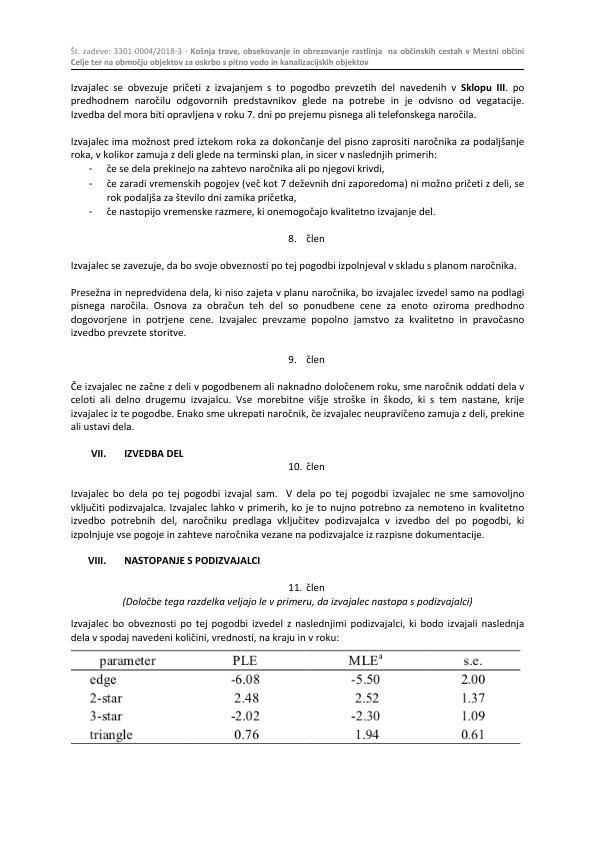 Št. zadeve: 3301-0004/2018-3 - Košnja trave, obsekovanje in obrezovanje rastlinja na občinskih cestah v Mestni občini
Celje ter na območju objektov za oskrbo s pitno vodo in kanalizacijskih objektov
Izvajalec se obvezuje pričeti z izvajanjem s to pogodbo prevzetih del navedenih v Sklopu III. po
predhodnem naročilu odgovornih predstavnikov glede na potrebe in je odvisno od vegetacije.
Izvedba del mora biti opravljena v roku 7. dni po prejemu pisnega ali telefonskega naročila.
Izvajalec ima možnost pred iztekom roka za dokončanje del pisno zaprositi naročnika za podaljšanje
roka, v kolikor zamuja z deli glede na terminski plan, in sicer v naslednjih primerih:
- če se dela prekinejo na zahtevo naročnika ali po njegovi krivdi,
- če zaradi vremenskih pogojev (več kot 7 deževnih dni zaporedoma) ni možno pričeti z deli, se
rok podaljša za število dni zamika pričetka,
- če nastopijo vremenske razmere, ki onemogočajo kvalitetno izvajanje del.
8. člen
Izvajalec se zavezuje, da bo svoje obveznosti po tej pogodbi izpolnjeval v skladu s planom naročnika.
Presežna in nepredvidena dela, ki niso zajeta v planu naročnika, bo izvajalec izvedel samo na podlagi
pisnega naročila. Osnova za obračun teh del so ponudbene cene za enoto oziroma predhodno
dogovorjene in potrjene cene. Izvajalec prevzame popolno jamstvo za kvalitetno in pravočasno
izvedbo prevzete storitve.
9. člen
Če izvajalec ne začne z deli v pogodbenem ali naknadno določenem roku, sme naročnik oddati dela v
celoti ali delno drugemu izvajalcu. Vse morebitne višje stroške in škodo, ki s tem nastane, krije
izvajalec iz te pogodbe. Enako sme ukrepati naročnik, če izvajalec neupravičeno zamuja z deli, prekine
ali ustavi dela.
VII. IZVEDBA DEL
10. člen
Izvajalec bo dela po tej pogodbi izvajal sam. V dela po tej pogodbi izvajalec ne sme samovoljno
vključiti podizvajalca. Izvajalec lahko v primerih, ko je to nujno potrebno za nemoteno in kvalitetno
izvedbo potrebnih del, naročniku predlaga vključitev podizvajalca v izvedbo del po pogodbi, ki
izpolnjuje vse pogoje in zahteve naročnika vezane na podizvajalce iz razpisne dokumentacije.
VIII. NASTOPANJE S PODIZVAJALCI
11. člen
(Določbe tega razdelka veljajo le v primeru, da izvajalec nastopa s podizvajalci)
Izvajalec bo obveznosti po tej pogodbi izvedel z naslednjimi podizvajalci, ki bodo izvajali naslednja
dela v spodaj navedeni količini, vrednosti, na kraju in v roku:
parameter PLE MLEᵃ s.e.
edge -6.08 -5.50 2.00
2-star 2.48 2.52 1.37
3-star -2.02 -2.30 1.09
triangle 0.76 1.94 0.61